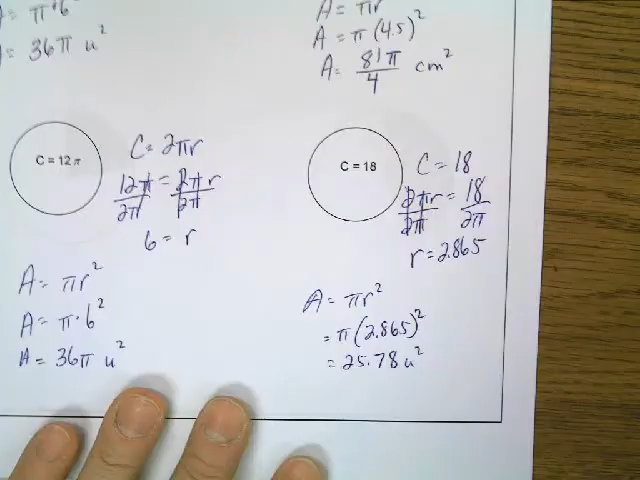 A = π·6²
A = 36π u²
A = πr
A = π(4.5)²
A = 81π/4 cm²
C = 12π
C = 2πr
12π/2π = 2πr/2π
6 = r
A = πr²
A = π·6²
A = 36π u²
C = 18
C = 18
2πr/2π = 18/2π
r = 2.865
A = πr²
= π(2.865)²
= 25.78 u²